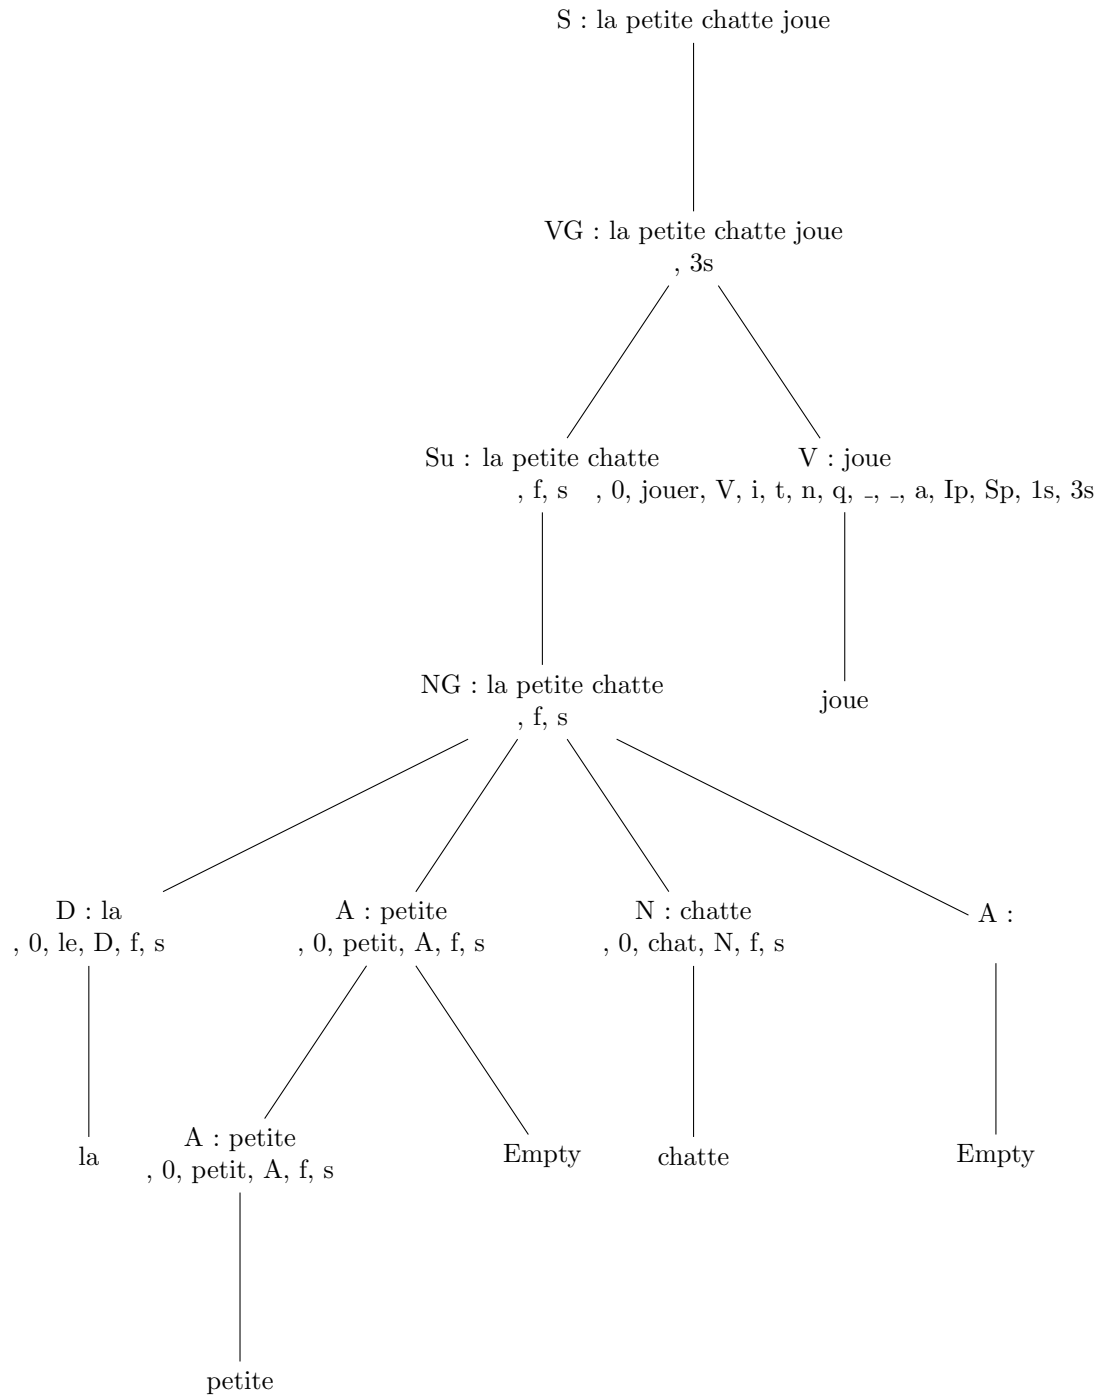 S : la petite chatte joue
VG : la petite chatte joue
, 3s
Su : la petite chatte
, f, s
V : joue
, 0, jouer, V, i, t, n, q, _, _, a, Ip, Sp, 1s, 3s
NG : la petite chatte
, f, s
joue
D : la
, 0, le, D, f, s
A : petite
, 0, petit, A, f, s
N : chatte
, 0, chat, N, f, s
A :
la
A : petite
, 0, petit, A, f, s
Empty
chatte
Empty
petite